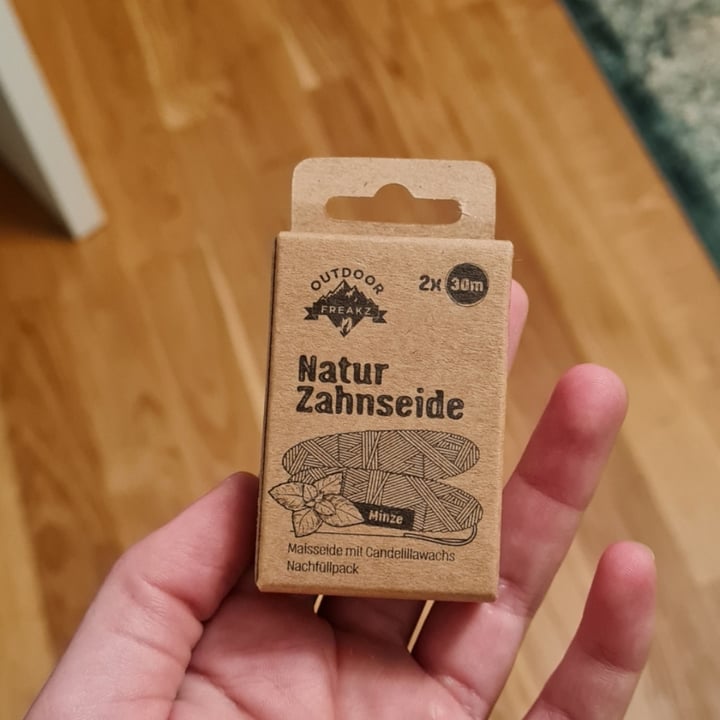 OUTDOOR
FREAKZ
2x 30m
Natur
Zahnseide
Minze
Maisseide mit Candelillawachs
Nachfüllpack